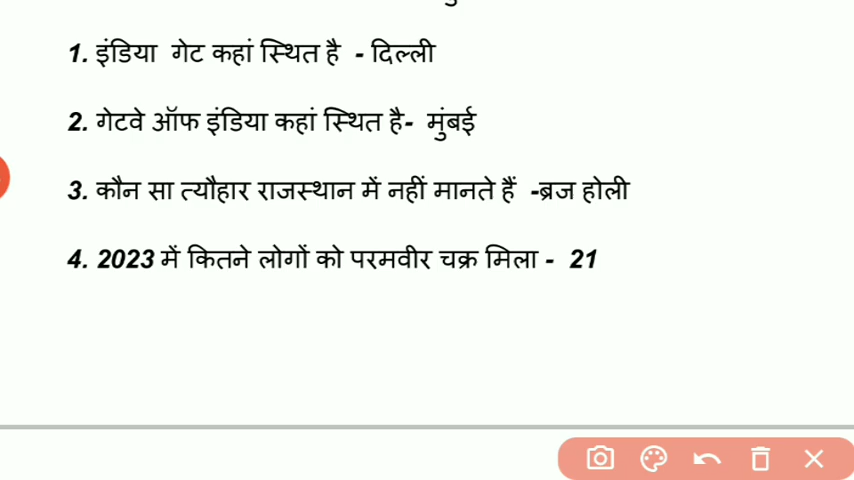 1. इंडिया गेट कहां स्थित है - दिल्ली
2. गेटवे ऑफ इंडिया कहां स्थित है- मुंबई
3. कौन सा त्यौहार राजस्थान में नहीं मानते हैं -ब्रज होली
4. 2023 में कितने लोगों को परमवीर चक्र मिला - 21